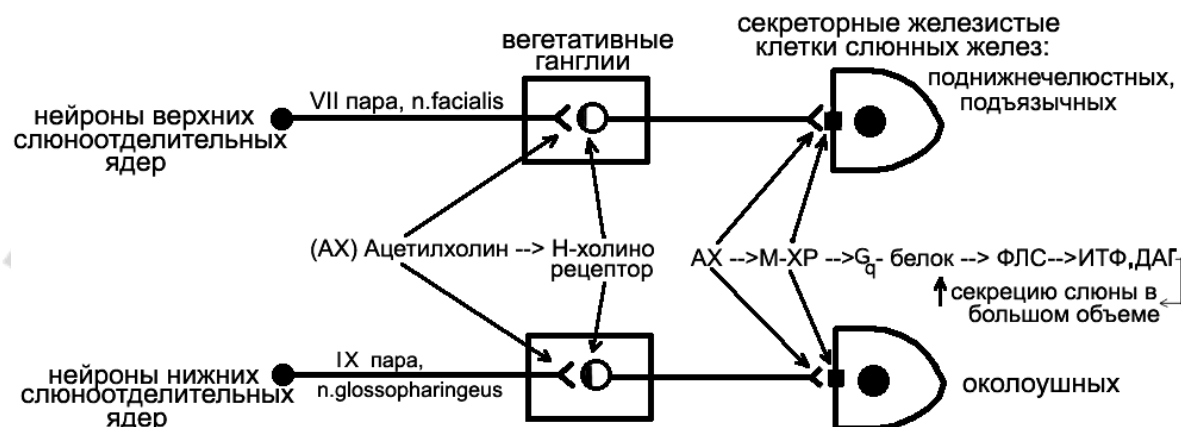 секреторные железистые
клетки слюнных желез:
вегетативные
ганглии
поднижнечелюстных,
подъязычных
VII пара, n.facialis
нейроны верхних
слюноотделительных
ядер
(АХ) Ацетилхолин --> Н-холино
рецептор
АХ -->М-ХР -->Gq- белок --> ФЛС-->ИТФ,ДАГ
секрецию слюны в
большом объеме
IX пара,
n.glossopharingeus
нейроны нижних
слюноотделительных
ядер
околоушных